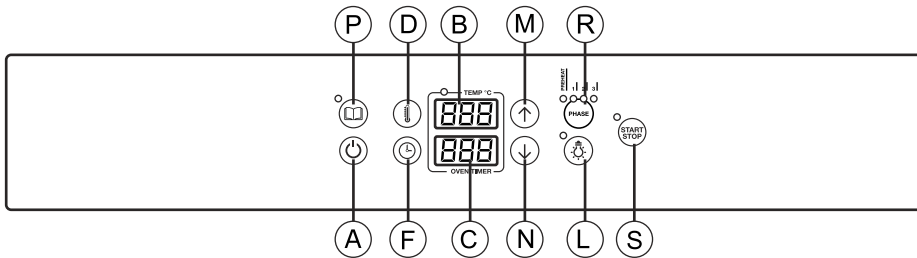 P D B M R
PREHEAT 1 2 3
TEMP °C
888
PHASE
START
STOP
888
OVEN TIMER
A F C N L S